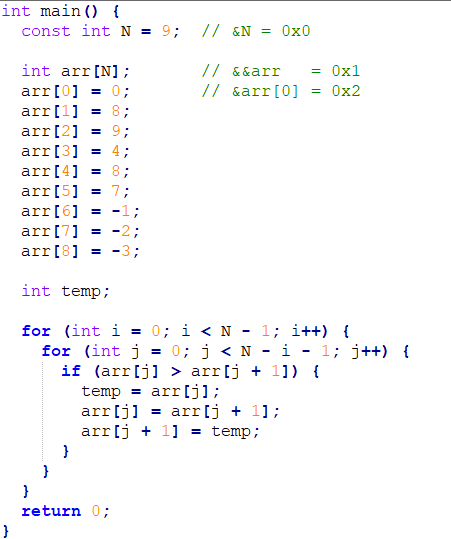 int main() {
  const int N = 9;  // &N = 0x0

  int arr[N];       // &&arr   = 0x1
  arr[0] = 0;       // &arr[0] = 0x2
  arr[1] = 8;
  arr[2] = 9;
  arr[3] = 4;
  arr[4] = 8;
  arr[5] = 7;
  arr[6] = -1;
  arr[7] = -2;
  arr[8] = -3;

  int temp;

  for (int i = 0; i < N - 1; i++) {
    for (int j = 0; j < N - i - 1; j++) {
      if (arr[j] > arr[j + 1]) {
        temp = arr[j];
        arr[j] = arr[j + 1];
        arr[j + 1] = temp;
      }
    }
  }
  return 0;
}